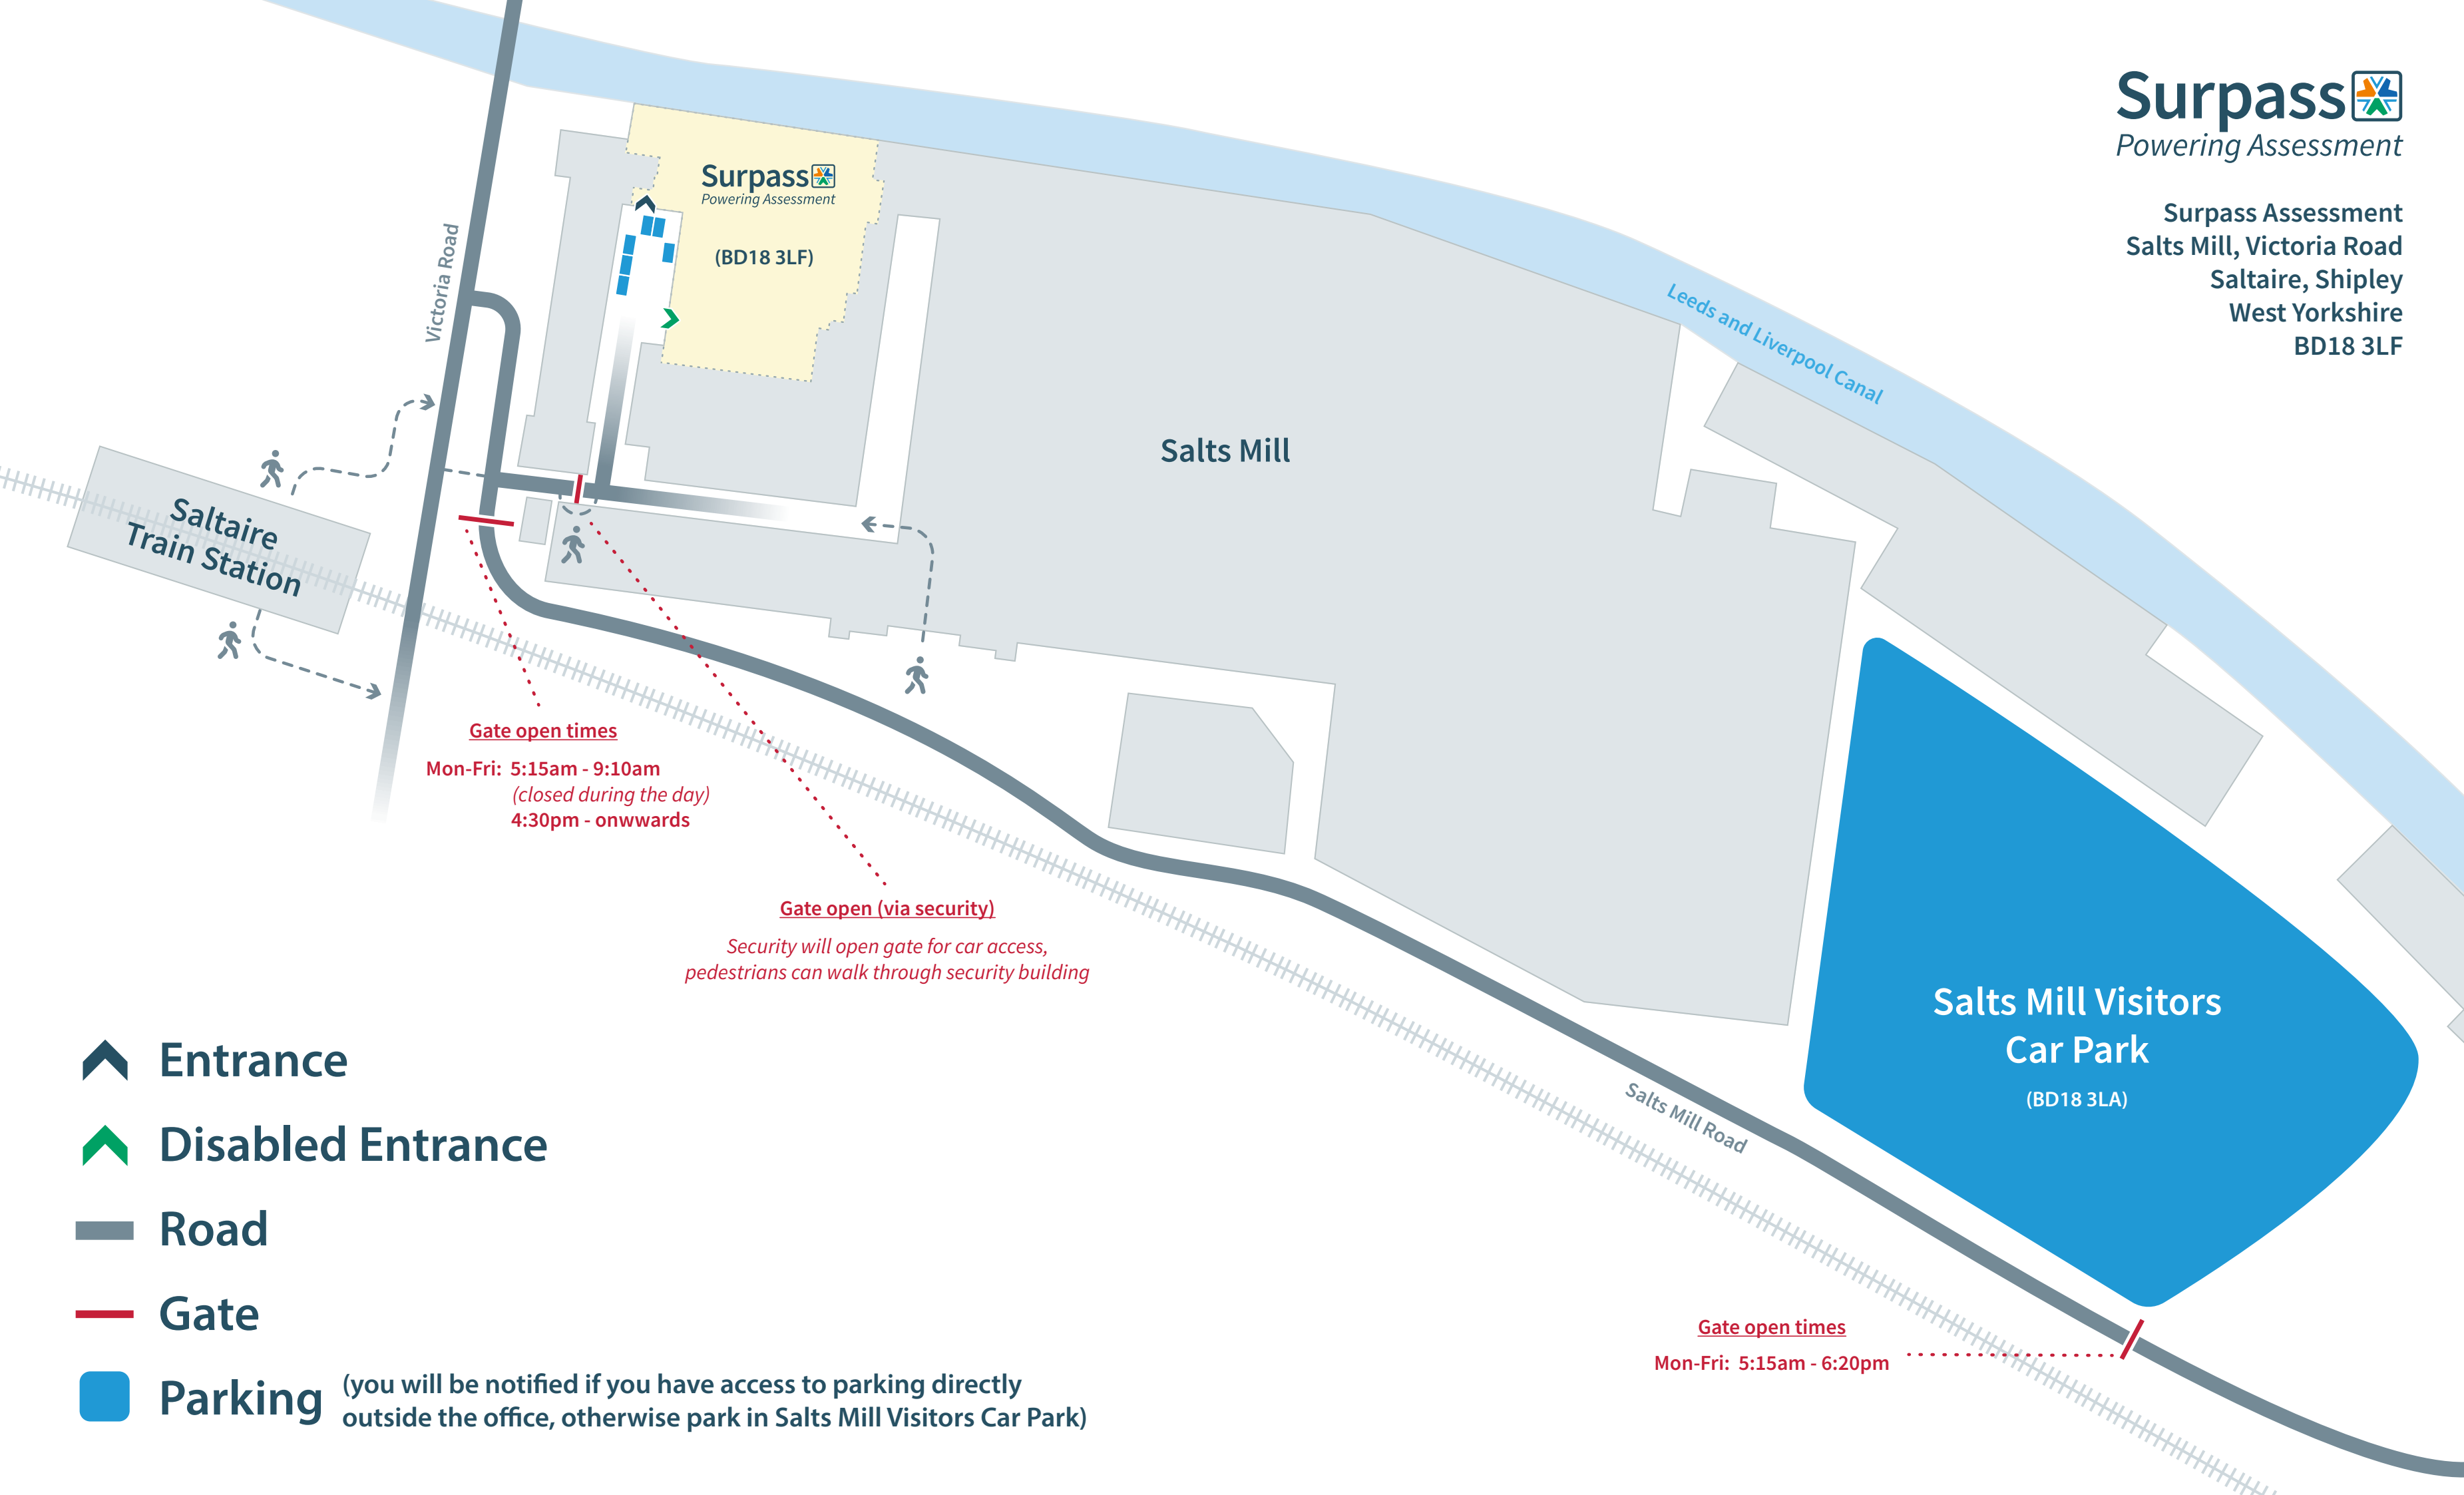 Surpass
Powering Assessment
Surpass Assessment
Salts Mill, Victoria Road
Saltaire, Shipley
West Yorkshire
BD18 3LF
Surpass
Powering Assessment
(BD18 3LF)
Victoria Road
Leeds and Liverpool Canal
Salts Mill
Saltaire
Train Station
Gate open times
Mon-Fri: 5:15am - 9:10am
(closed during the day)
4:30pm - onwwards
Gate open (via security)
Security will open gate for car access,
pedestrians can walk through security building
Salts Mill Visitors
Car Park
(BD18 3LA)
Salts Mill Road
Gate open times
Mon-Fri: 5:15am - 6:20pm
Entrance
Disabled Entrance
Road
Gate
Parking (you will be notified if you have access to parking directly
outside the office, otherwise park in Salts Mill Visitors Car Park)